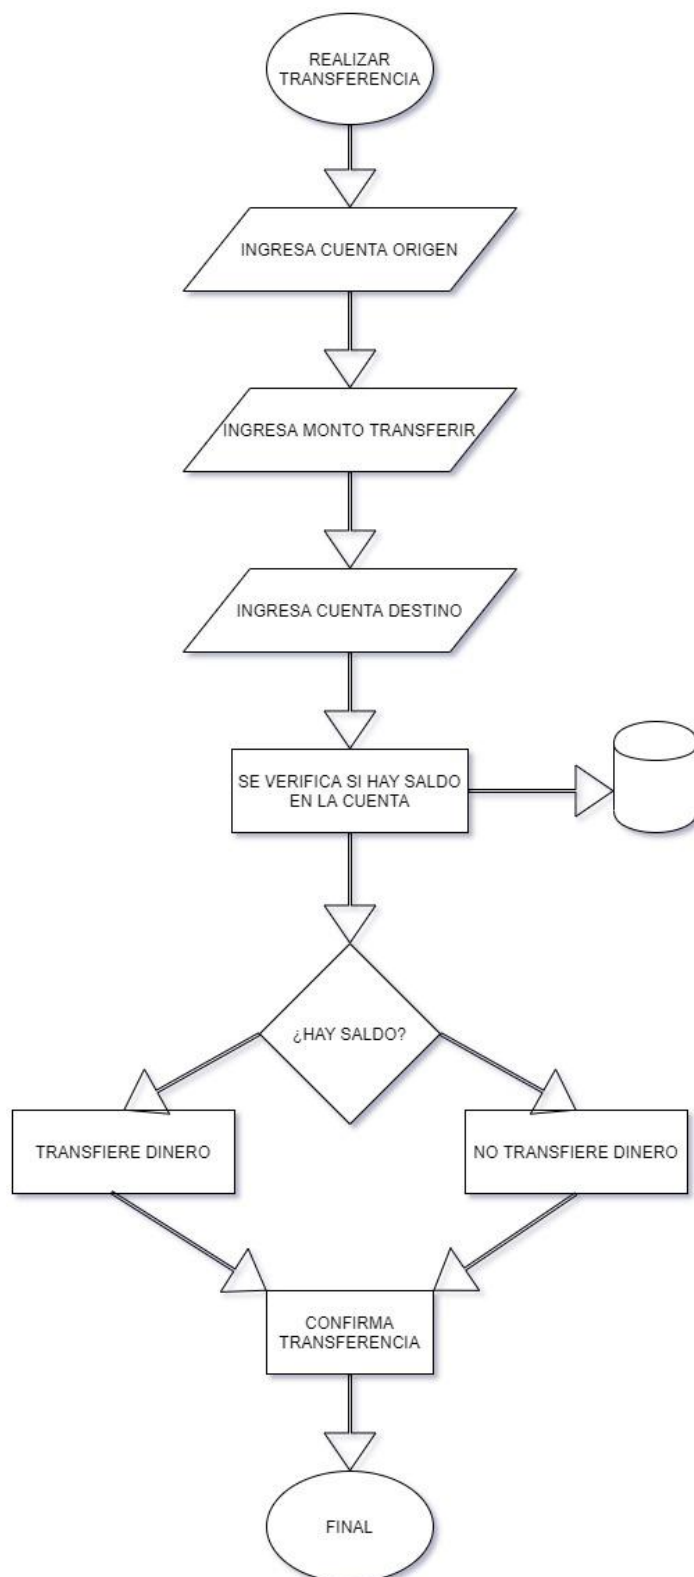 REALIZAR
TRANSFERENCIA
INGRESA CUENTA ORIGEN
INGRESA MONTO TRANSFERIR
INGRESA CUENTA DESTINO
SE VERIFICA SI HAY SALDO
EN LA CUENTA
¿HAY SALDO?
TRANSFIERE DINERO
NO TRANSFIERE DINERO
CONFIRMA
TRANSFERENCIA
FINAL